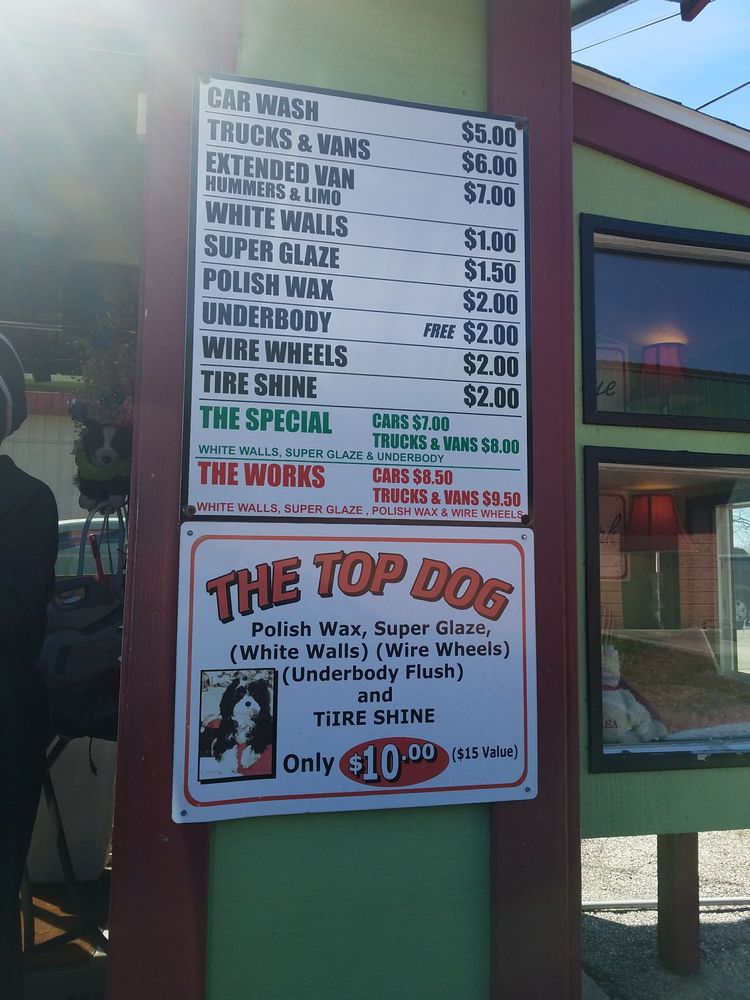 CAR WASH $5.00
TRUCKS & VANS $6.00
EXTENDED VAN $7.00
HUMMERS & LIMO
WHITE WALLS $1.00
SUPER GLAZE $1.50
POLISH WAX $2.00
UNDERBODY FREE $2.00
WIRE WHEELS $2.00
TIRE SHINE $2.00
THE SPECIAL CARS $7.00
TRUCKS & VANS $8.00
WHITE WALLS, SUPER GLAZE & UNDERBODY
THE WORKS CARS $8.50
TRUCKS & VANS $9.50
WHITE WALLS, SUPER GLAZE , POLISH WAX & WIRE WHEELS
THE TOP DOG
Polish Wax, Super Glaze,
(White Walls) (Wire Wheels)
(Underbody Flush)
and
TiIRE SHINE
Only $10.00 ($15 Value)